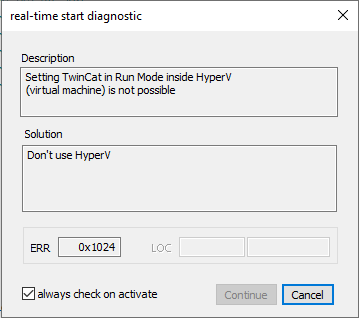 real-time start diagnostic
Description
Setting TwinCat in Run Mode inside HyperV
(virtual machine) is not possible
Solution
Don't use HyperV
ERR 0x1024 LOC
always check on activate Continue Cancel